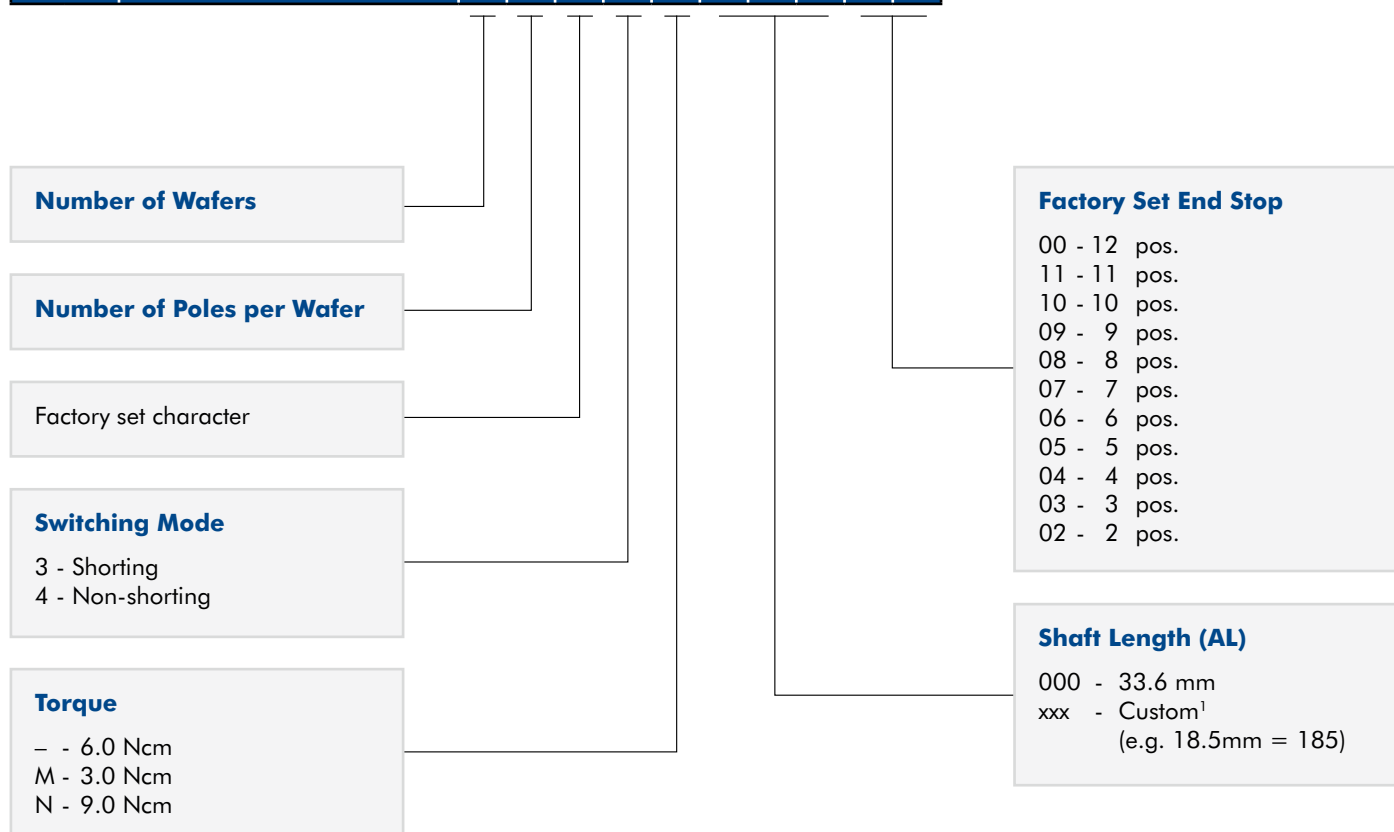 Number of Wafers
Number of Poles per Wafer
Factory set character
Switching Mode
3 - Shorting
4 - Non-shorting
Torque
– - 6.0 Ncm
M - 3.0 Ncm
N - 9.0 Ncm
Factory Set End Stop
00 - 12 pos.
11 - 11 pos.
10 - 10 pos.
09 - 9 pos.
08 - 8 pos.
07 - 7 pos.
06 - 6 pos.
05 - 5 pos.
04 - 4 pos.
03 - 3 pos.
02 - 2 pos.
Shaft Length (AL)
000 - 33.6 mm
xxx - Custom¹
(e.g. 18.5mm = 185)